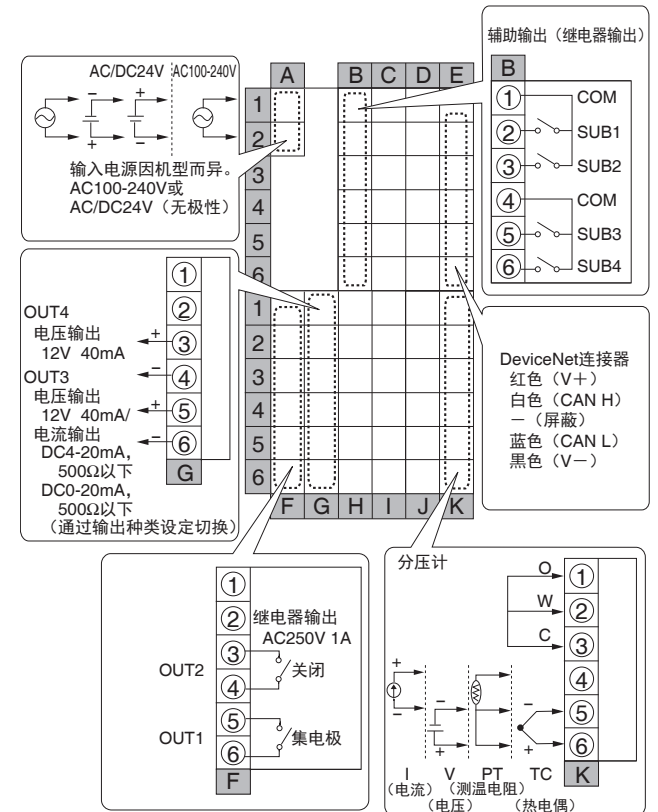 AC/DC24V AC100-240V
− + + −
输入电源因机型而异。
AC100-240V或
AC/DC24V（无极性）
A B C D E
1
2
3
4
5
6
1
2
3
4
5
6
F G H I J K
辅助输出（继电器输出）
B
① COM
② SUB1
③ SUB2
④ COM
⑤ SUB3
⑥ SUB4
①
OUT4 ②
电压输出 + ③
12V 40mA
OUT3 − ④
电压输出
12V 40mA/ + ⑤
电流输出 − ⑥
DC4-20mA，
500Ω以下 G
DC0-20mA，
500Ω以下
（通过输出种类设定切换）
DeviceNet连接器
红色（V＋）
白色（CAN H）
－（屏蔽）
蓝色（CAN L）
黑色（V－）
①
② 继电器输出
AC250V 1A
③
OUT2 关闭
④
⑤
OUT1 集电极
⑥
F
分压计
O ①
W ②
C ③
④
+ − − ⑤
− + + ⑥
I V PT TC K
（电流） （测温电阻）
（电压） （热电偶）